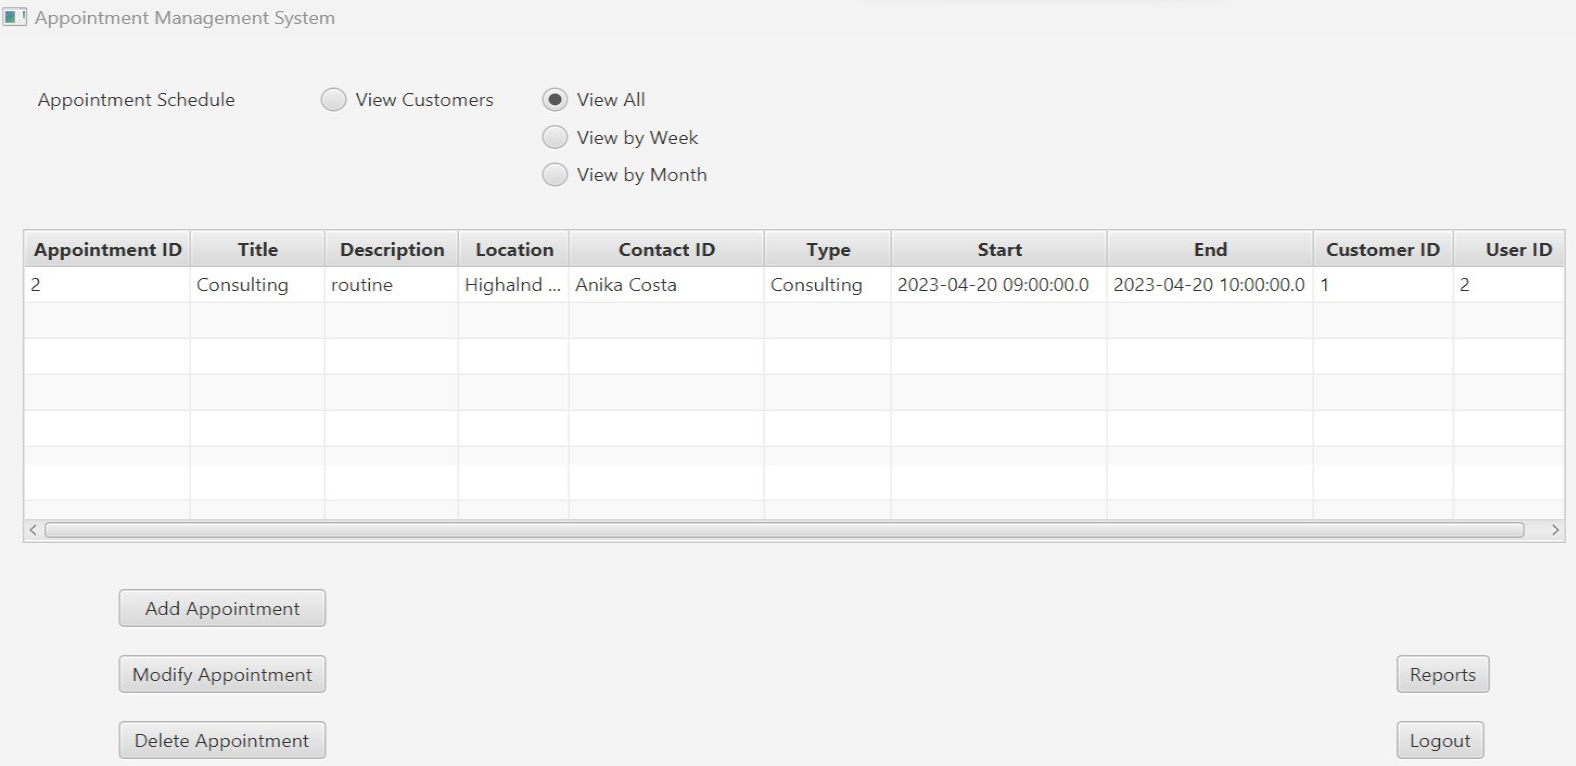 Appointment Management System
Appointment Schedule View Customers View All
View by Week
View by Month
Appointment ID Title Description Location Contact ID Type Start End Customer ID User ID
2 Consulting routine Highalnd ... Anika Costa Consulting 2023-04-20 09:00:00.0 2023-04-20 10:00:00.0 1 2
Add Appointment
Modify Appointment Reports
Delete Appointment Logout